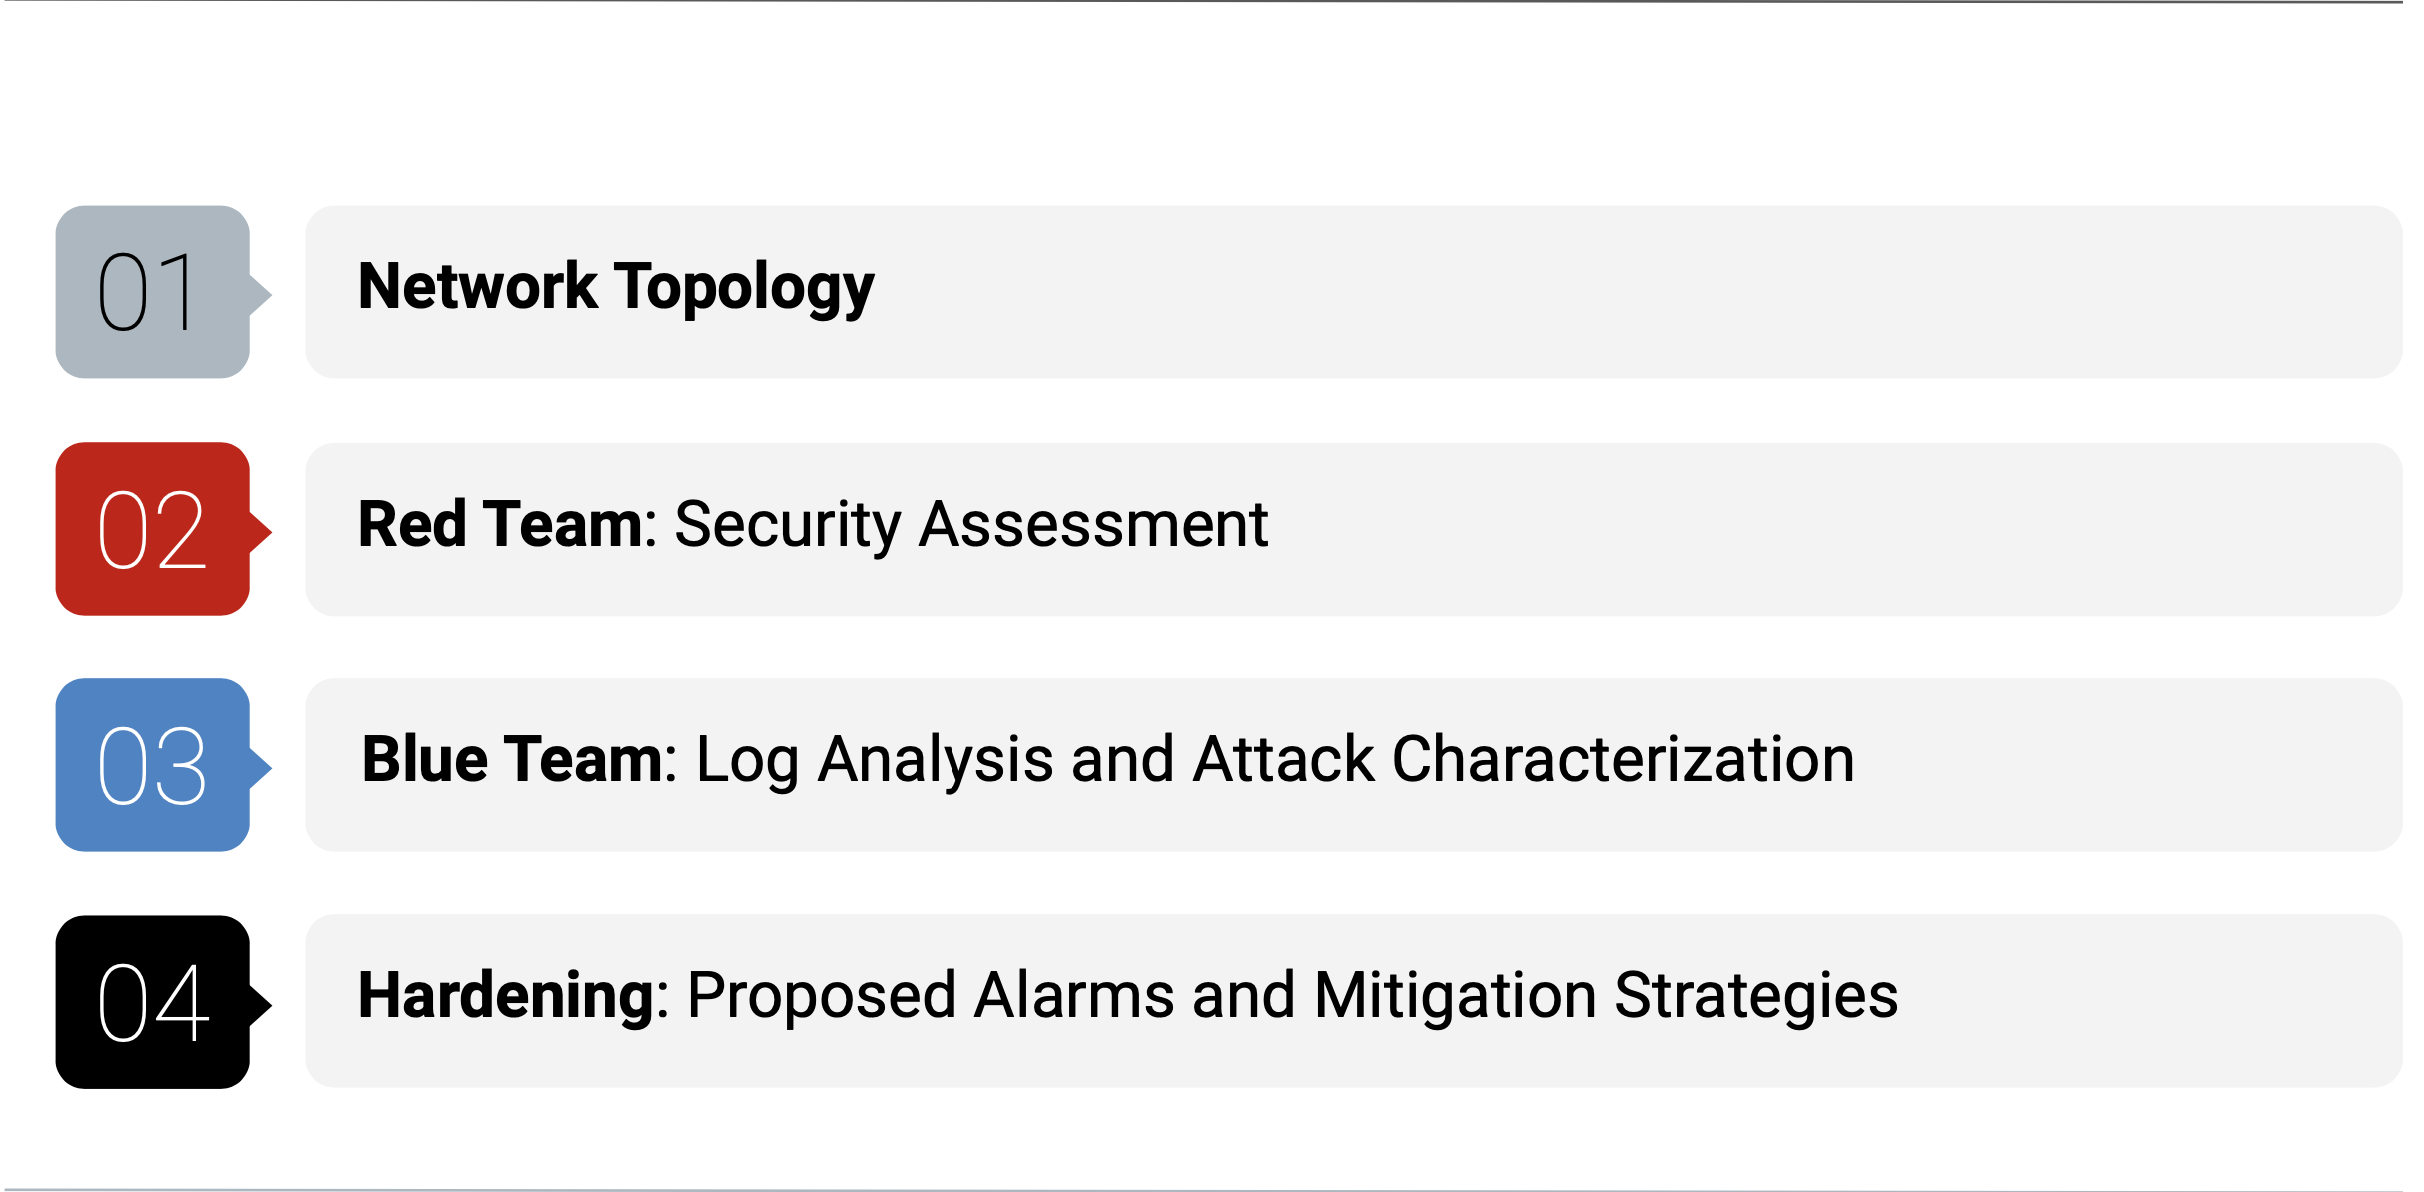 01
Network Topology
02
Red Team: Security Assessment
03
Blue Team: Log Analysis and Attack Characterization
04
Hardening: Proposed Alarms and Mitigation Strategies